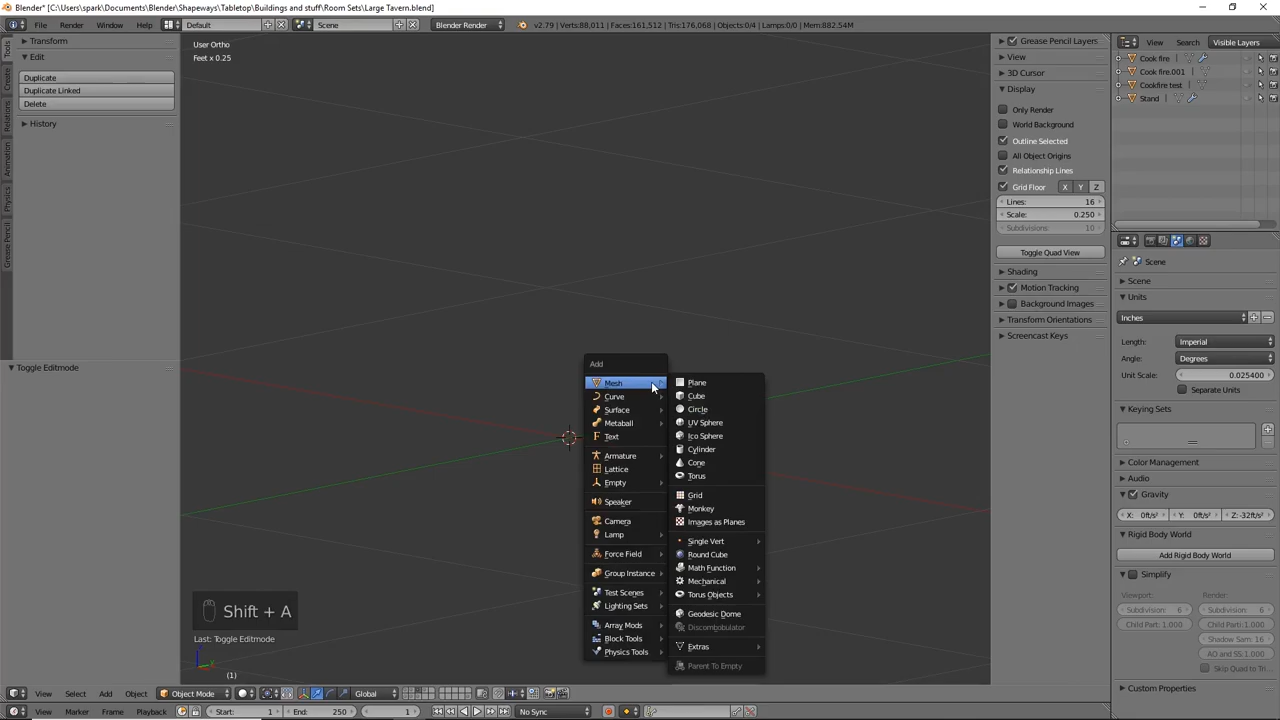 Blender* [C:\Users\spark\Documents\Blender\Shapeways\Tabletop\Buildings and stuff\Room Sets\Large Tavern.blend]
File Render Window Help Default Scene Blender Render v2.79 | Verts:88,011 | Faces:161,512 | Tris:176,068 | Objects:0/4 | Lamps:0/0 | Mem:882.54M
Tools
Create
Relations
Animation
Physics
Grease Pencil
Transform
Edit
Duplicate
Duplicate Linked
Delete
History
Toggle Editmode
User Ortho
Feet x 0.25
Add
Mesh
Curve
Surface
Metaball
Text
Armature
Lattice
Empty
Speaker
Camera
Lamp
Force Field
Group Instance
Test Scenes
Lighting Sets
Array Mods
Block Tools
Physics Tools
Plane
Cube
Circle
UV Sphere
Ico Sphere
Cylinder
Cone
Torus
Grid
Monkey
Images as Planes
Single Vert
Round Cube
Math Function
Mechanical
Torus Objects
Geodesic Dome
Discombobulator
Extras
Parent To Empty
Shift + A
Last: Toggle Editmode
(1)
Grease Pencil Layers
View
3D Cursor
Display
Only Render
World Background
Outline Selected
All Object Origins
Relationship Lines
Grid Floor X Y Z
Lines: 16
Scale: 0.250
Subdivisions: 10
Toggle Quad View
Shading
Motion Tracking
Background Images
Transform Orientations
Screencast Keys
View Search Visible Layers
Cook fire
Cook fire.001
Cookfire test
Stand
Scene
Scene
Units
Inches
Length: Imperial
Angle: Degrees
Unit Scale: 0.025400
Separate Units
Keying Sets
Color Management
Audio
Gravity
X: 0ft/s² Y: 0ft/s² Z: -32ft/s²
Rigid Body World
Add Rigid Body World
Simplify
Viewport: Render:
Subdivision: 6 Subdivision: 6
Child Part: 1.000 Child Parti: 1.000
Shadow Sam: 16
AO and SS: 1.000
Skip Quad to
Custom Properties
View Select Add Object Object Mode Global
View Marker Frame Playback Start: 1 End: 250 1 No Sync